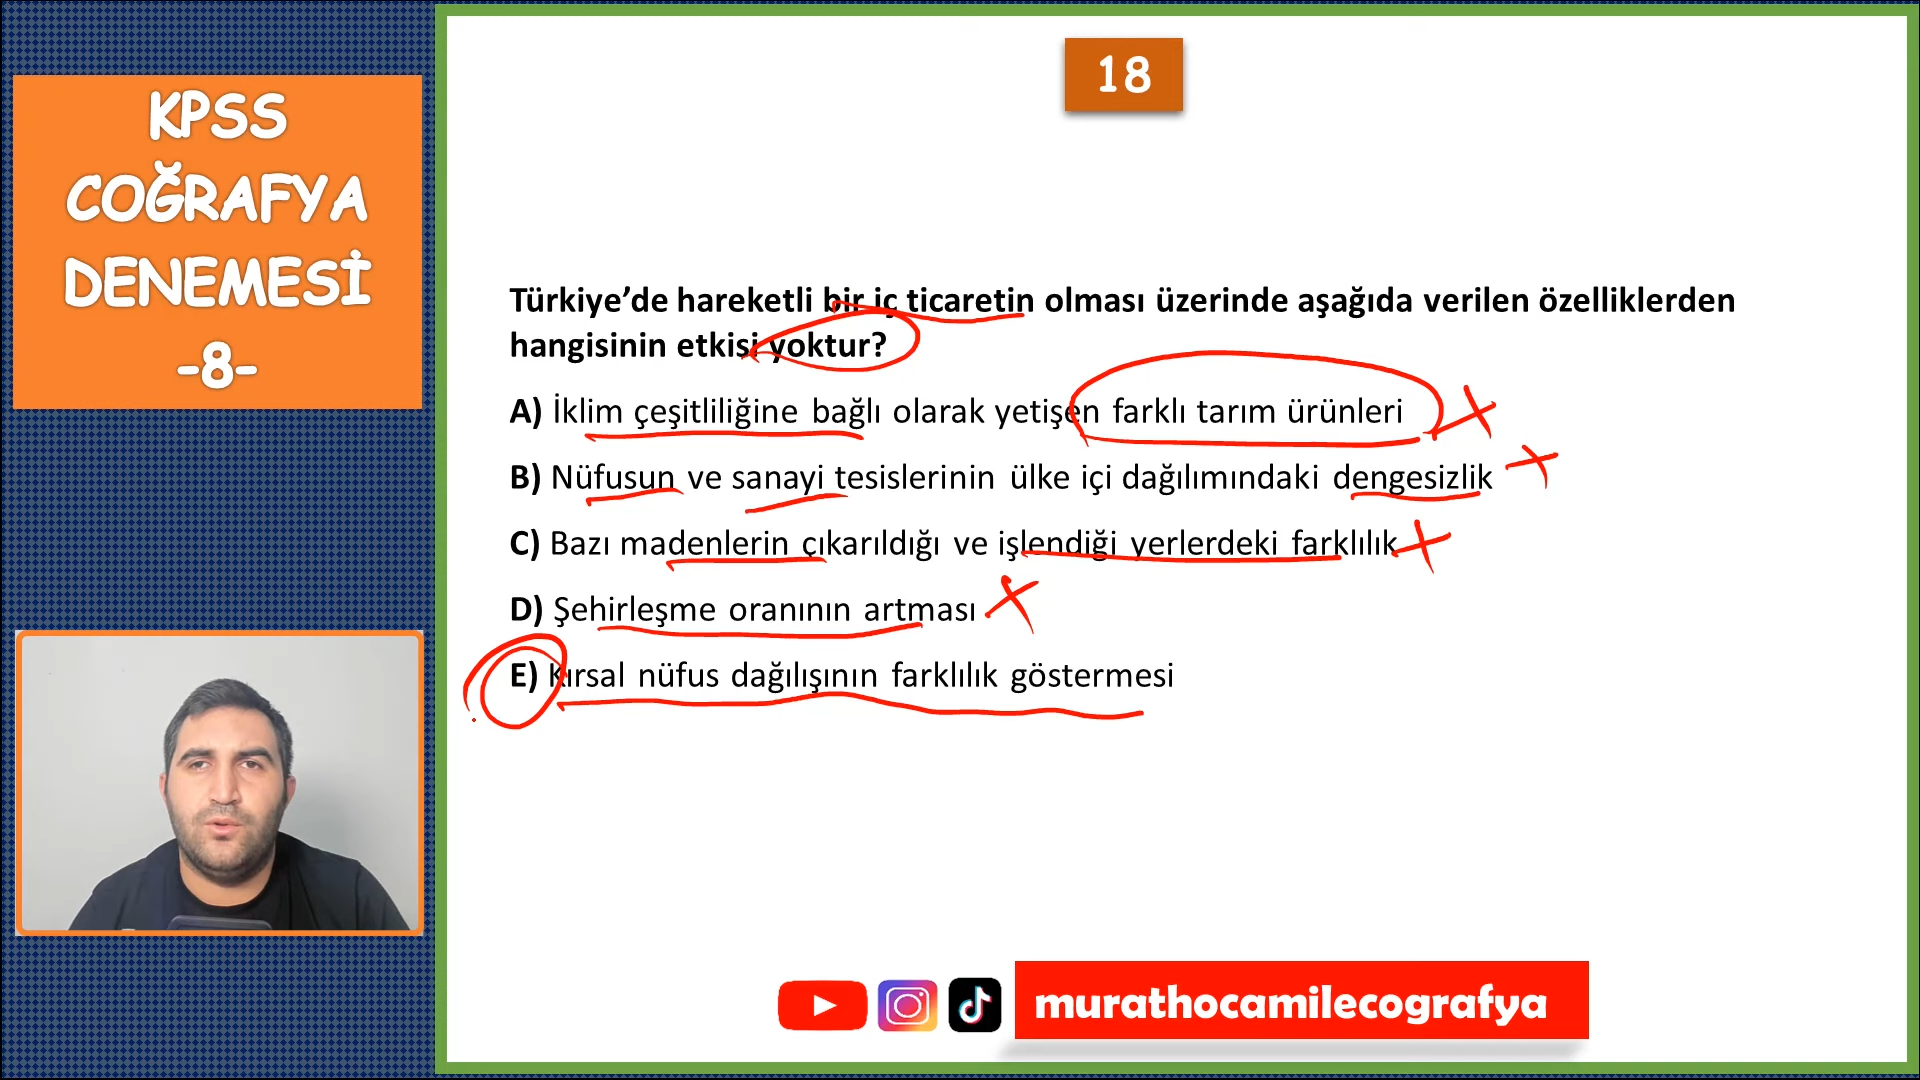 KPSS
COĞRAFYA
DENEMESİ
-8-
18
Türkiye’de hareketli bir iç ticaretin olması üzerinde aşağıda verilen özelliklerden
hangisinin etkisi yoktur?
A) İklim çeşitliliğine bağlı olarak yetişen farklı tarım ürünleri
B) Nüfusun ve sanayi tesislerinin ülke içi dağılımındaki dengesizlik
C) Bazı madenlerin çıkarıldığı ve işlendiği yerlerdeki farklılık
D) Şehirleşme oranının artması
E) Kırsal nüfus dağılışının farklılık göstermesi
murathocamilecografya